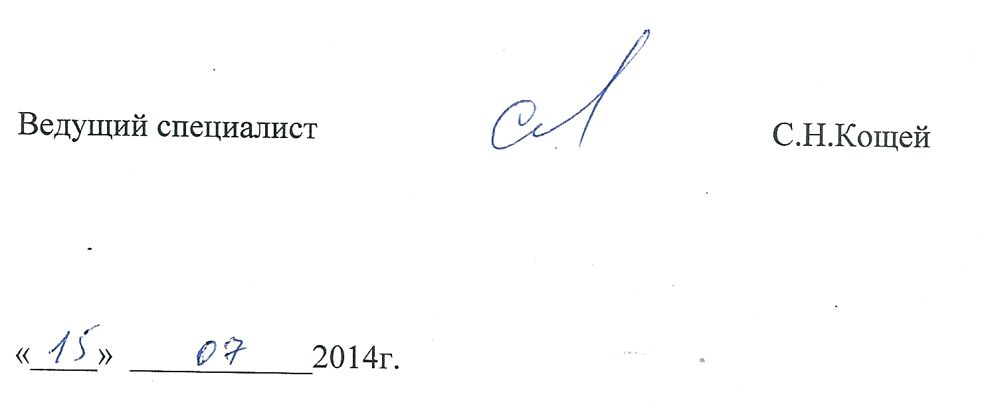 Ведущий специалист С.Н.Кощей
«15» 07 2014г.